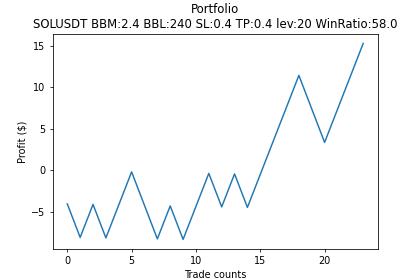 Portfolio
SOLUSDT BBM:2.4 BBL:240 SL:0.4 TP:0.4 lev:20 WinRatio:58.0
15
10
5
0
−5
Profit ($)
0
5
10
15
20
Trade counts